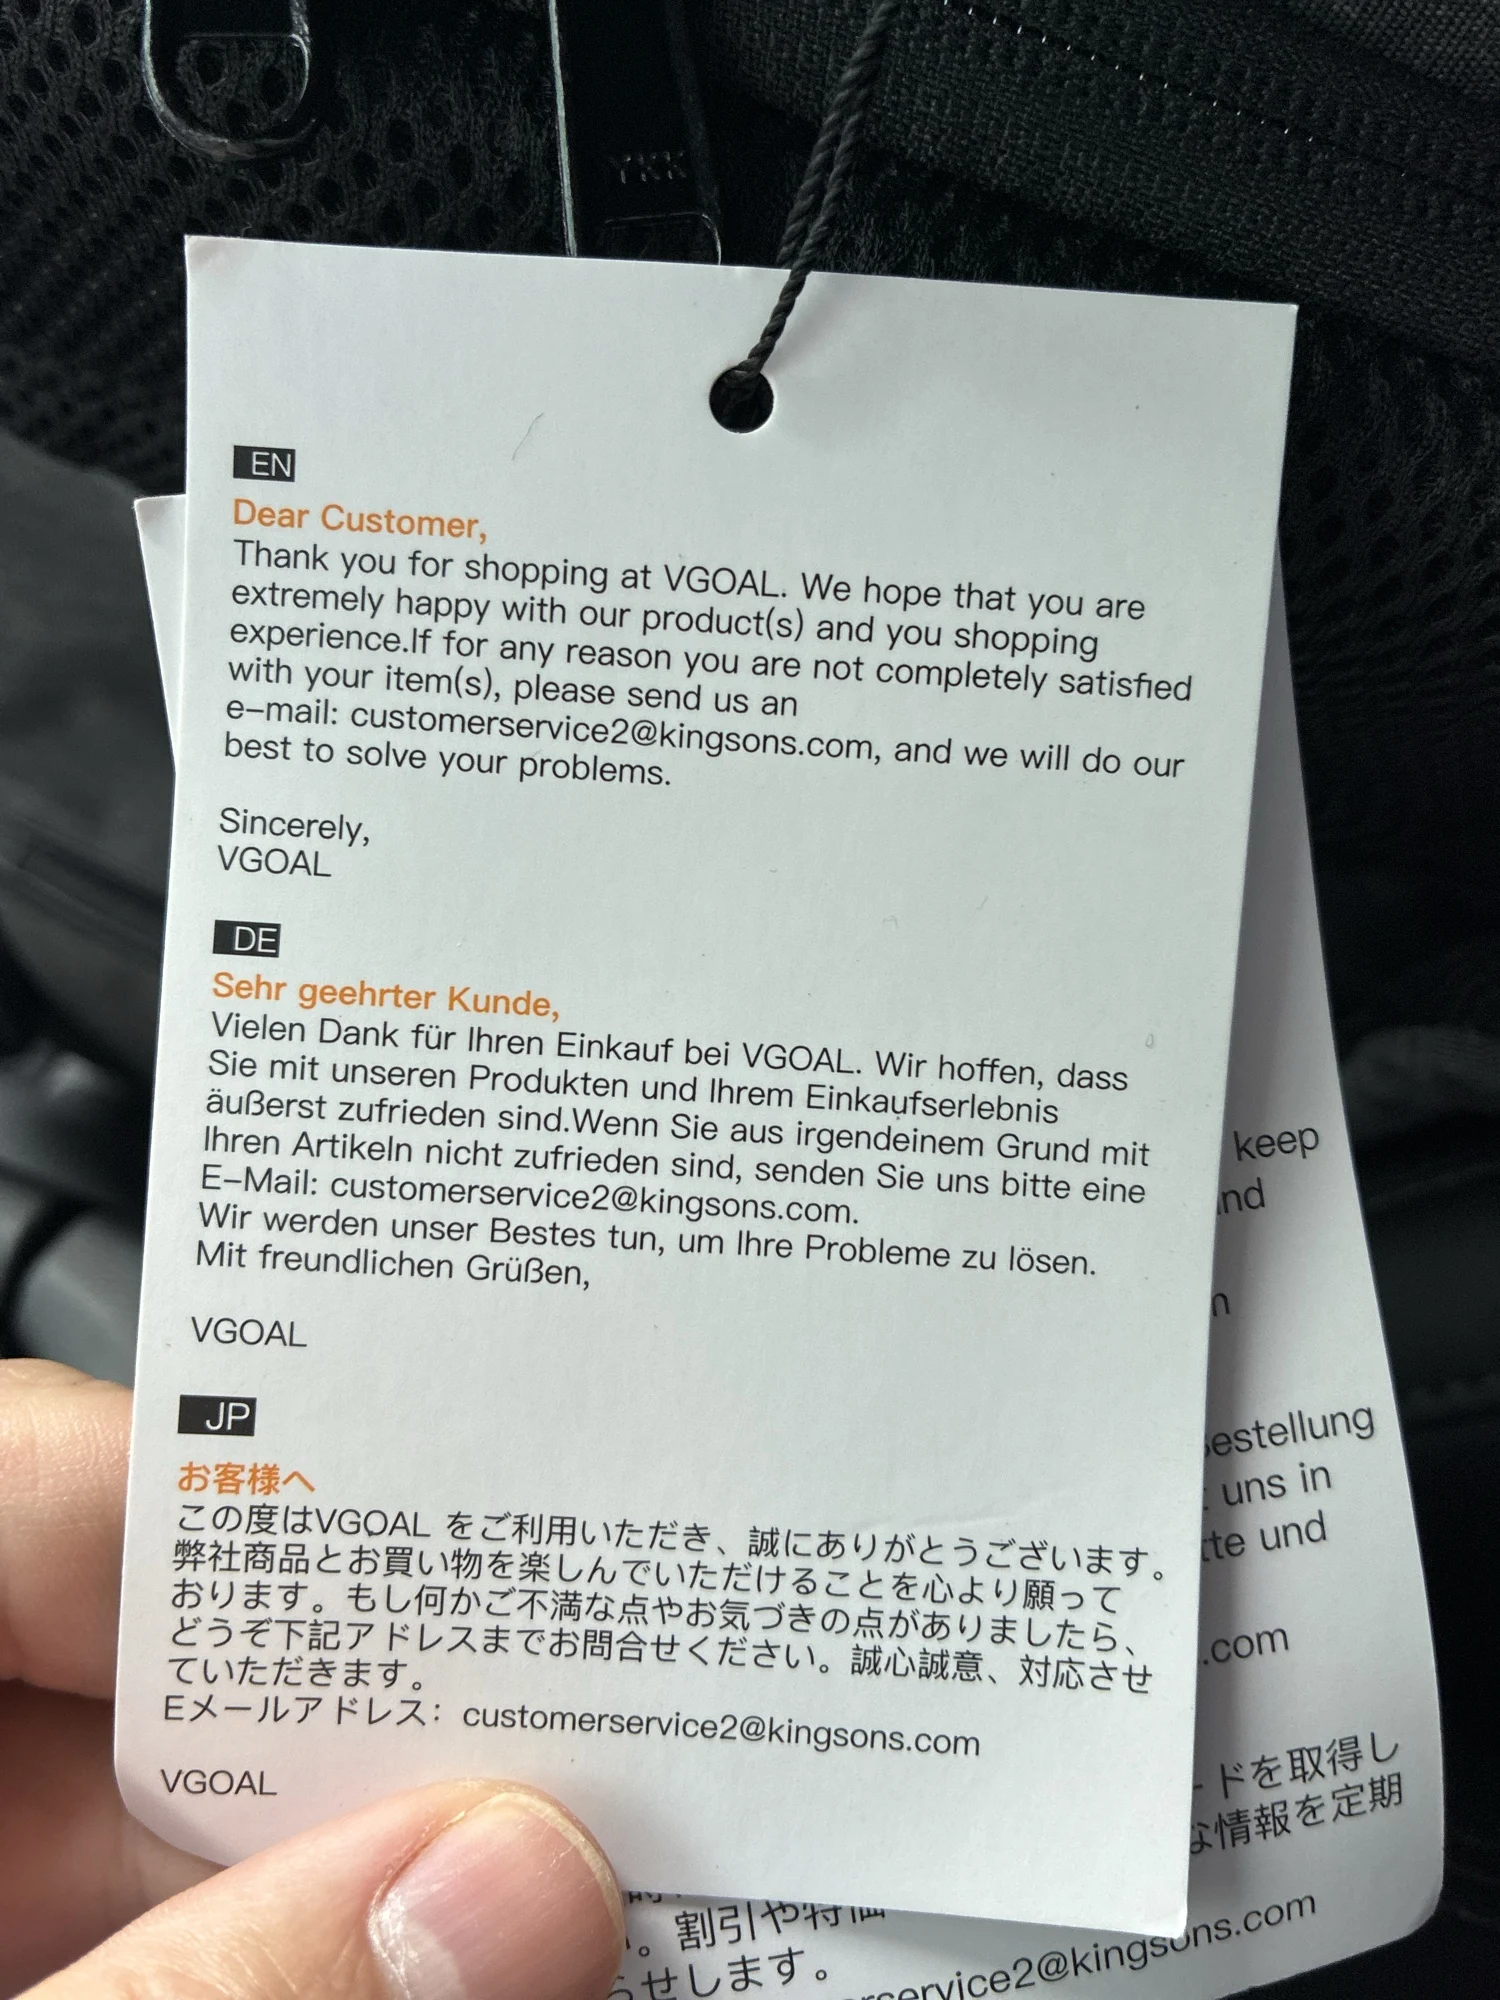 YKK
EN
Dear Customer,
Thank you for shopping at VGOAL. We hope that you are
extremely happy with our product(s) and you shopping
experience.If for any reason you are not completely satisfied
with your item(s), please send us an
e-mail: customerservice2@kingsons.com, and we will do our
best to solve your problems.
Sincerely,
VGOAL
DE
Sehr geehrter Kunde,
Vielen Dank für Ihren Einkauf bei VGOAL. Wir hoffen, dass
Sie mit unseren Produkten und Ihrem Einkaufserlebnis
äußerst zufrieden sind.Wenn Sie aus irgendeinem Grund mit
Ihren Artikeln nicht zufrieden sind, senden Sie uns bitte eine
E-Mail: customerservice2@kingsons.com.
Wir werden unser Bestes tun, um Ihre Probleme zu lösen.
Mit freundlichen Grüßen,
VGOAL
JP
お客様へ
この度はVGOAL をご利用いただき、誠にありがとうございます。
弊社商品とお買い物を楽しんでいただけることを心より願って
おります。もし何かご不満な点やお気づきの点がありましたら、
どうぞ下記アドレスまでお問合せください。誠心誠意、対応させ
ていただきます。
Eメールアドレス: customerservice2@kingsons.com
VGOAL
keep
uns in
und
.com
ドを取得し
情報を定期
。割引や特価
せします。
service2@kingsons.com